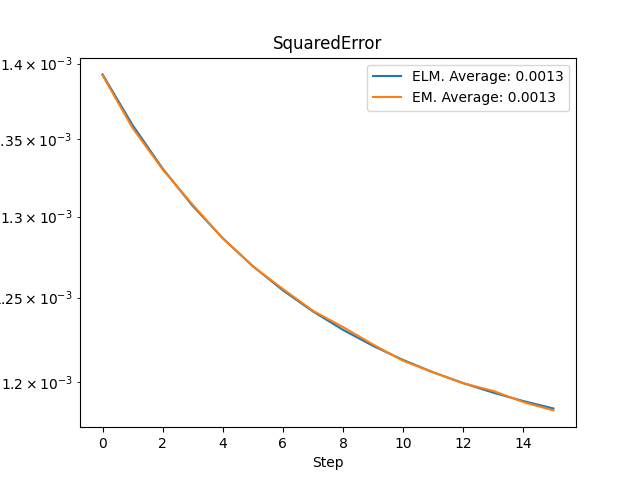 SquaredError
ELM. Average: 0.0013
EM. Average: 0.0013
1.4 × 10⁻³
.35 × 10⁻³
1.3 × 10⁻³
.25 × 10⁻³
1.2 × 10⁻³
0 2 4 6 8 10 12 14
Step